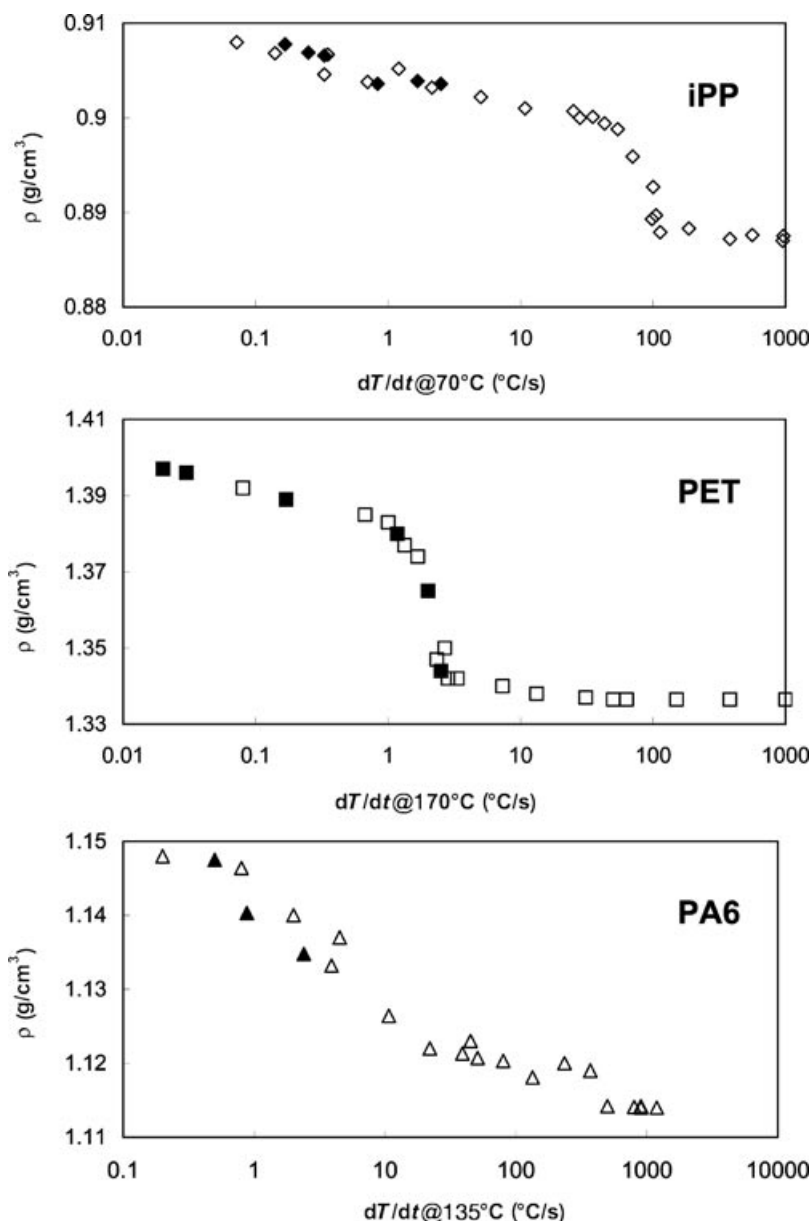 0.91
iPP
0.9
0.89
0.88
ρ (g/cm³)
0.01 0.1 1 10 100 1000
dT/dt@70°C (°C/s)
1.41
PET
1.39
1.37
1.35
1.33
ρ (g/cm³)
0.01 0.1 1 10 100 1000
dT/dt@170°C (°C/s)
1.15
PA6
1.14
1.13
1.12
1.11
ρ (g/cm³)
0.1 1 10 100 1000 10000
dT/dt@135°C (°C/s)